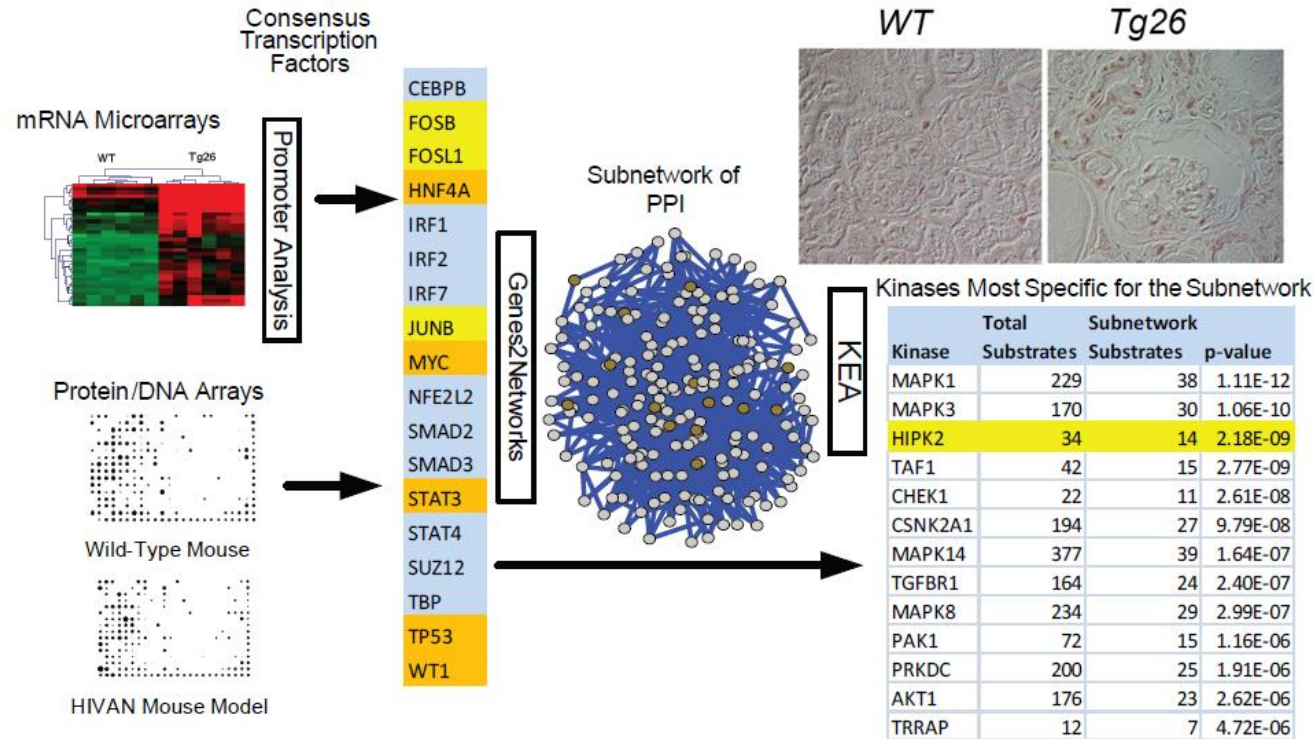 Consensus
Transcription
Factors
mRNA Microarrays
WT Tg26
Promoter Analysis
Protein/DNA Arrays
Wild-Type Mouse
HIVAN Mouse Model
CEBPB
FOSB
FOSL1
HNF4A
IRF1
IRF2
IRF7
JUNB
MYC
NFE2L2
SMAD2
SMAD3
STAT3
STAT4
SUZ12
TBP
TP53
WT1
Genes2Networks
Subnetwork of
PPI
KEA
WT Tg26
Kinases Most Specific for the Subnetwork
Total Subnetwork
Kinase Substrates Substrates p-value
MAPK1 229 38 1.11E-12
MAPK3 170 30 1.06E-10
HIPK2 34 14 2.18E-09
TAF1 42 15 2.77E-09
CHEK1 22 11 2.61E-08
CSNK2A1 194 27 9.79E-08
MAPK14 377 39 1.64E-07
TGFBR1 164 24 2.40E-07
MAPK8 234 29 2.99E-07
PAK1 72 15 1.16E-06
PRKDC 200 25 1.91E-06
AKT1 176 23 2.62E-06
TRRAP 12 7 4.72E-06